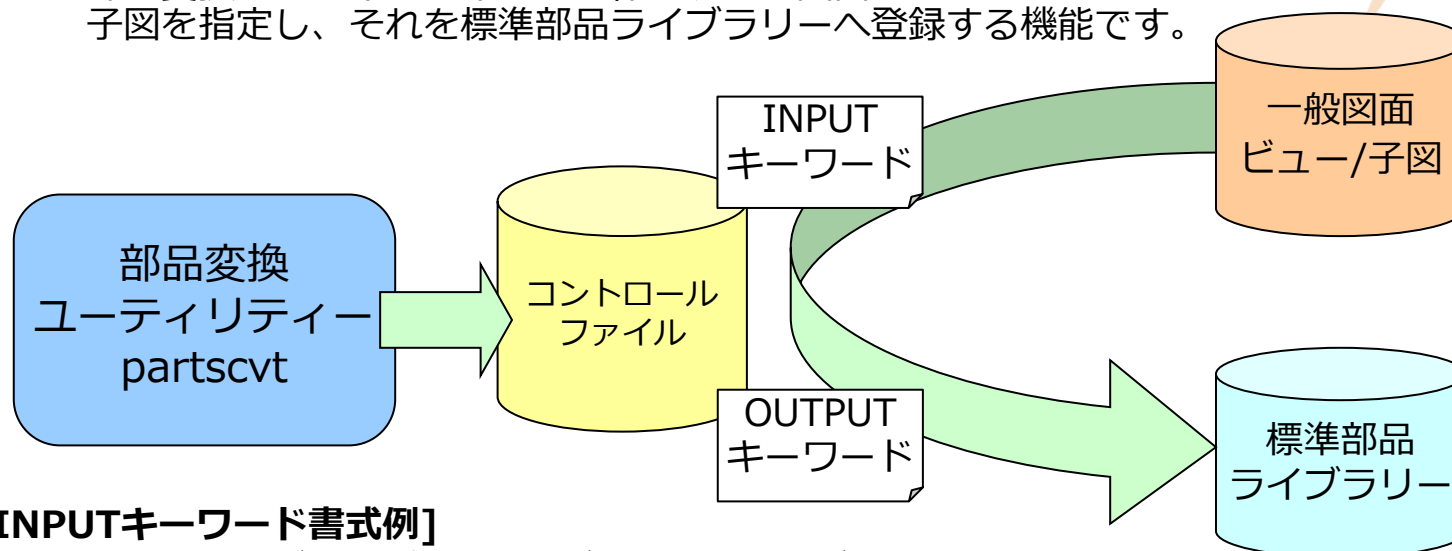 子図を指定し、それを標準部品ライブラリーへ登録する機能です。
INPUT
キーワード
一般図面
ビュー/子図
部品変換
ユーティリティー
partscvt
コントロール
ファイル
OUTPUT
キーワード
標準部品
ライブラリー
INPUTキーワード書式例]